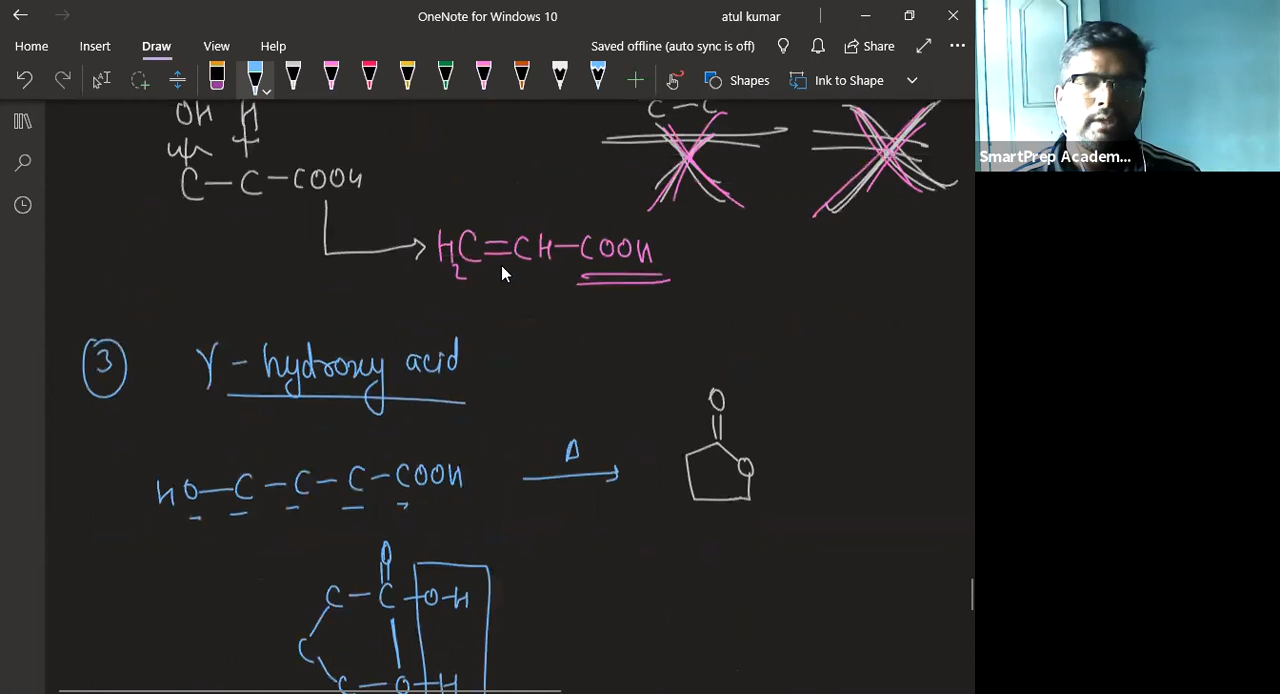 OneNote for Windows 10
atul kumar
Home Insert Draw View Help
Saved offline (auto sync is off)
Share
Shapes
Ink to Shape
SmartPrep Academ...
OH H
C - C
C - C - COOH
H2C = CH - COOH
3 γ - hydroxy acid
O
HO - C - C - C - COOH Δ O
O
C - C - O - H
C
C - O - H